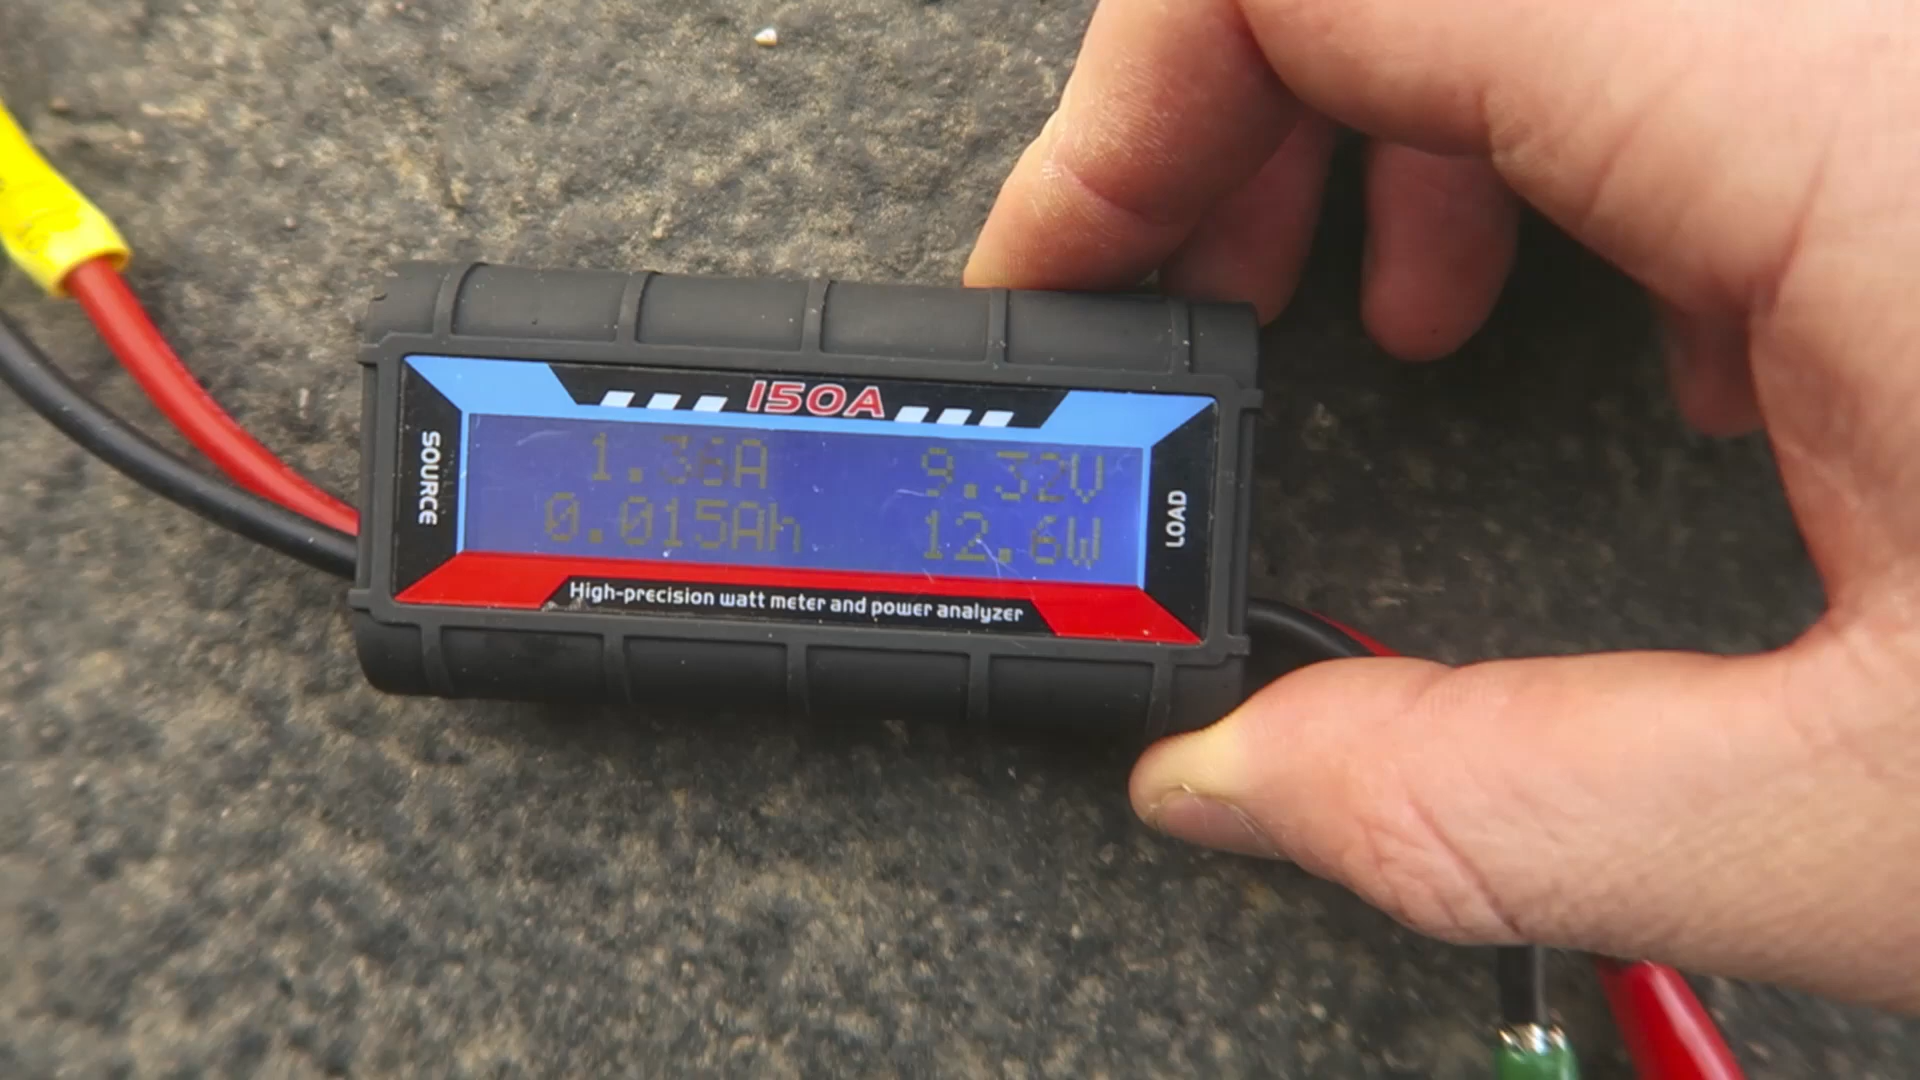 150A
SOURCE
1.36A 9.32V
0.015Ah 12.6W
LOAD
High-precision watt meter and power analyzer